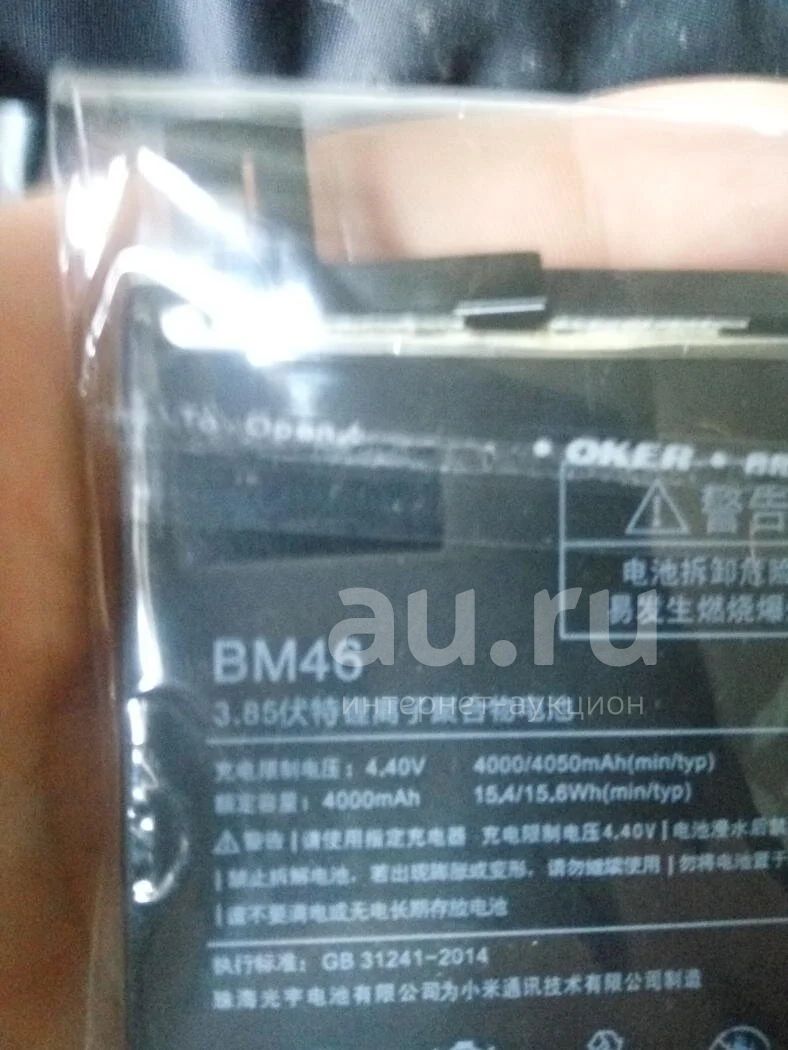 To Open
• OKER •
警告
电池拆卸危险
易发生燃烧爆
au.ru
интернет-аукцион
BM46
3.85伏特锂离子聚合物电池
充电限制电压：4.40V 4000/4050mAh(min/typ)
额定容量：4000mAh 15.4/15.6Wh(min/typ)
警告 | 请使用指定充电器 充电限制电压4.40V | 电池浸水后禁
| 禁止拆解电池，若出现膨胀或变形，请勿继续使用 | 勿将电池置于
| 请不要满电或无电长期存放电池
执行标准：GB 31241-2014
珠海光宇电池有限公司为小米通讯技术有限公司制造